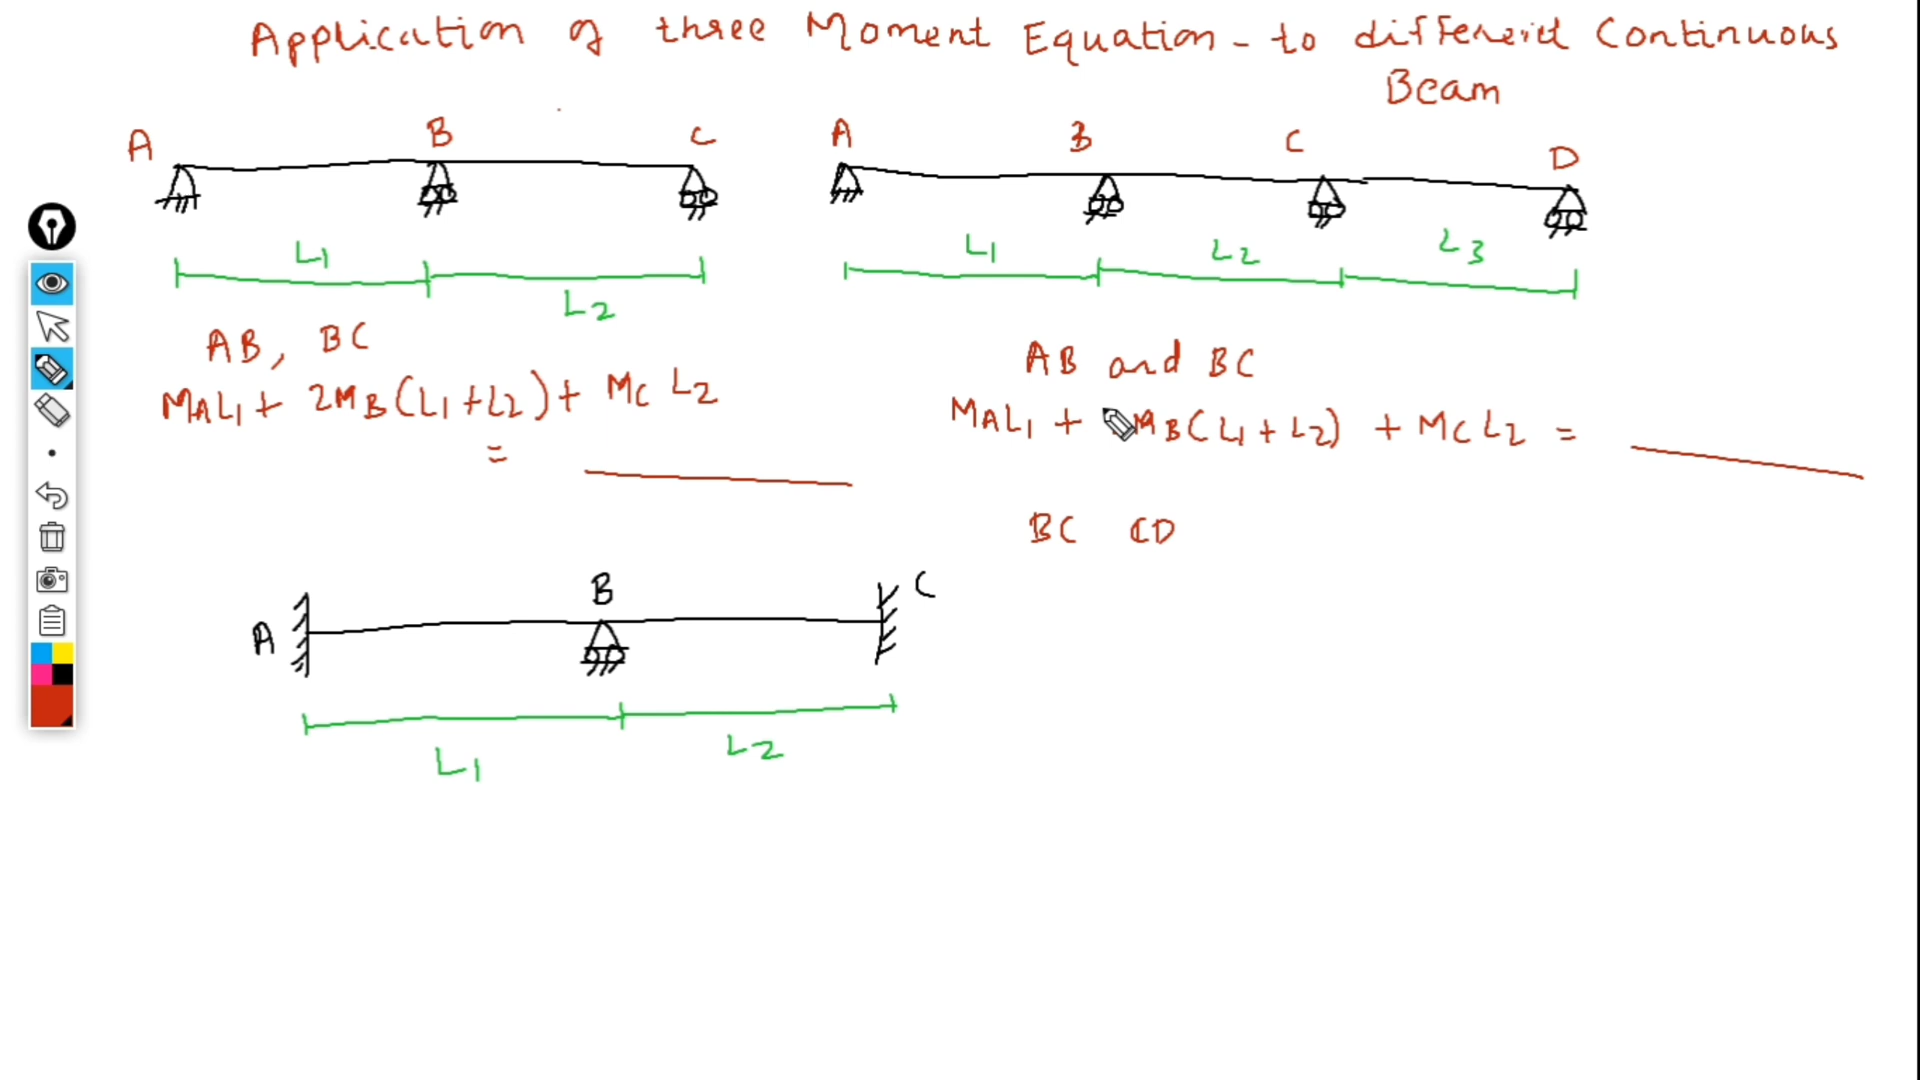 Application of three Moment Equation - to different Continuous
Beam
A B C
L1
L2
AB, BC
MAL1 + 2MB(L1+L2) + MC L2
=
A B C D
L1 L2 L3
AB and BC
MAL1 + MB(L1+L2) + MCL2 =
BC CD
A B C
L1 L2